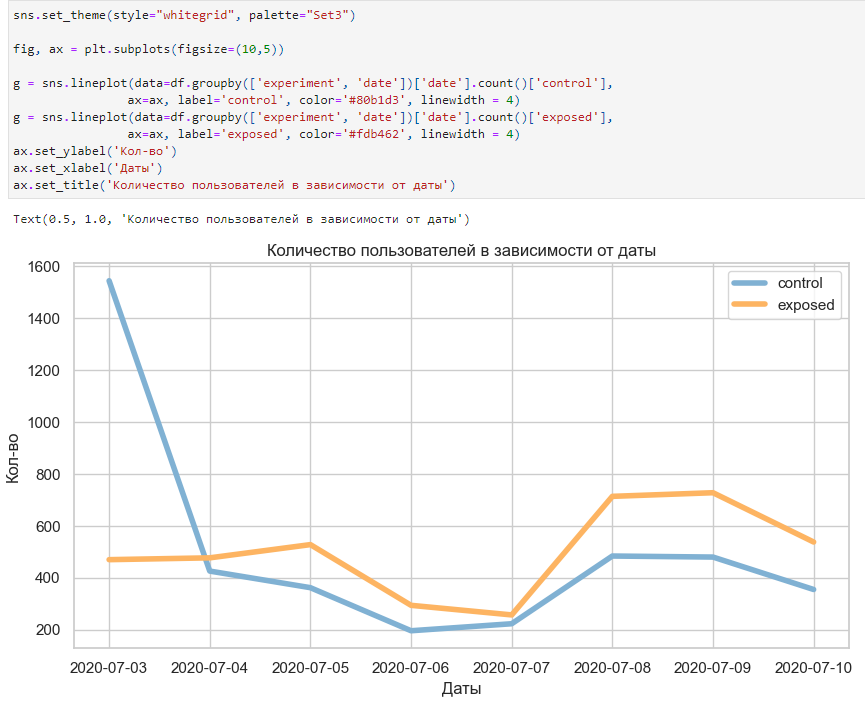 sns.set_theme(style="whitegrid", palette="Set3")
fig, ax = plt.subplots(figsize=(10,5))
g = sns.lineplot(data=df.groupby(['experiment', 'date'])['date'].count()['control'],
ax=ax, label='control', color='#80b1d3', linewidth = 4)
g = sns.lineplot(data=df.groupby(['experiment', 'date'])['date'].count()['exposed'],
ax=ax, label='exposed', color='#fdb462', linewidth = 4)
ax.set_ylabel('Кол-во')
ax.set_xlabel('Даты')
ax.set_title('Количество пользователей в зависимости от даты')
Text(0.5, 1.0, 'Количество пользователей в зависимости от даты')
Количество пользователей в зависимости от даты
control
exposed
1600
1400
1200
1000
800
600
400
200
Кол-во
2020-07-03 2020-07-04 2020-07-05 2020-07-06 2020-07-07 2020-07-08 2020-07-09 2020-07-10
Даты